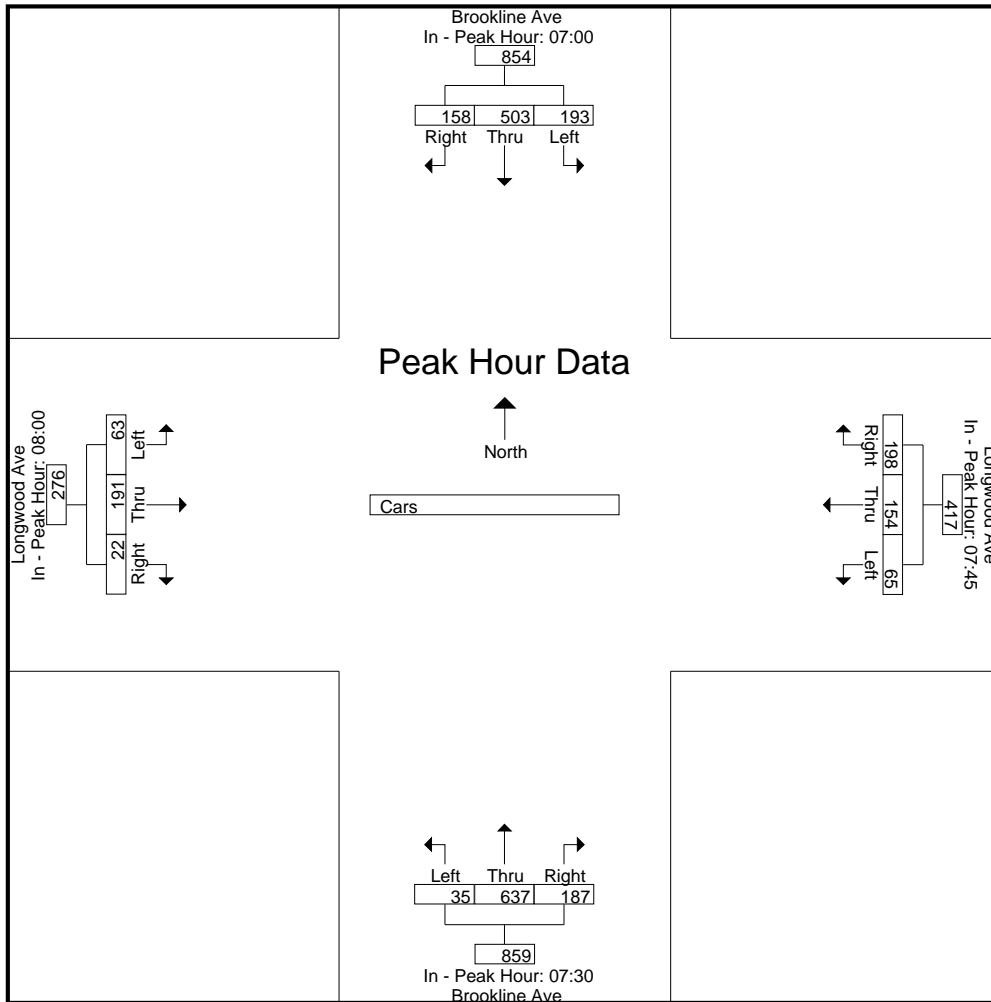 Brookline Ave
In - Peak Hour: 07:00
854
158 503 193
Right Thru Left
Peak Hour Data
North
Cars
Longwood Ave
In - Peak Hour: 08:00
276
63 191 22
Left Thru Right
Longwood Ave
In - Peak Hour: 07:45
417
198 154 65
Right Thru Left
Left Thru Right
35 637 187
859
In - Peak Hour: 07:30
Brookline Ave